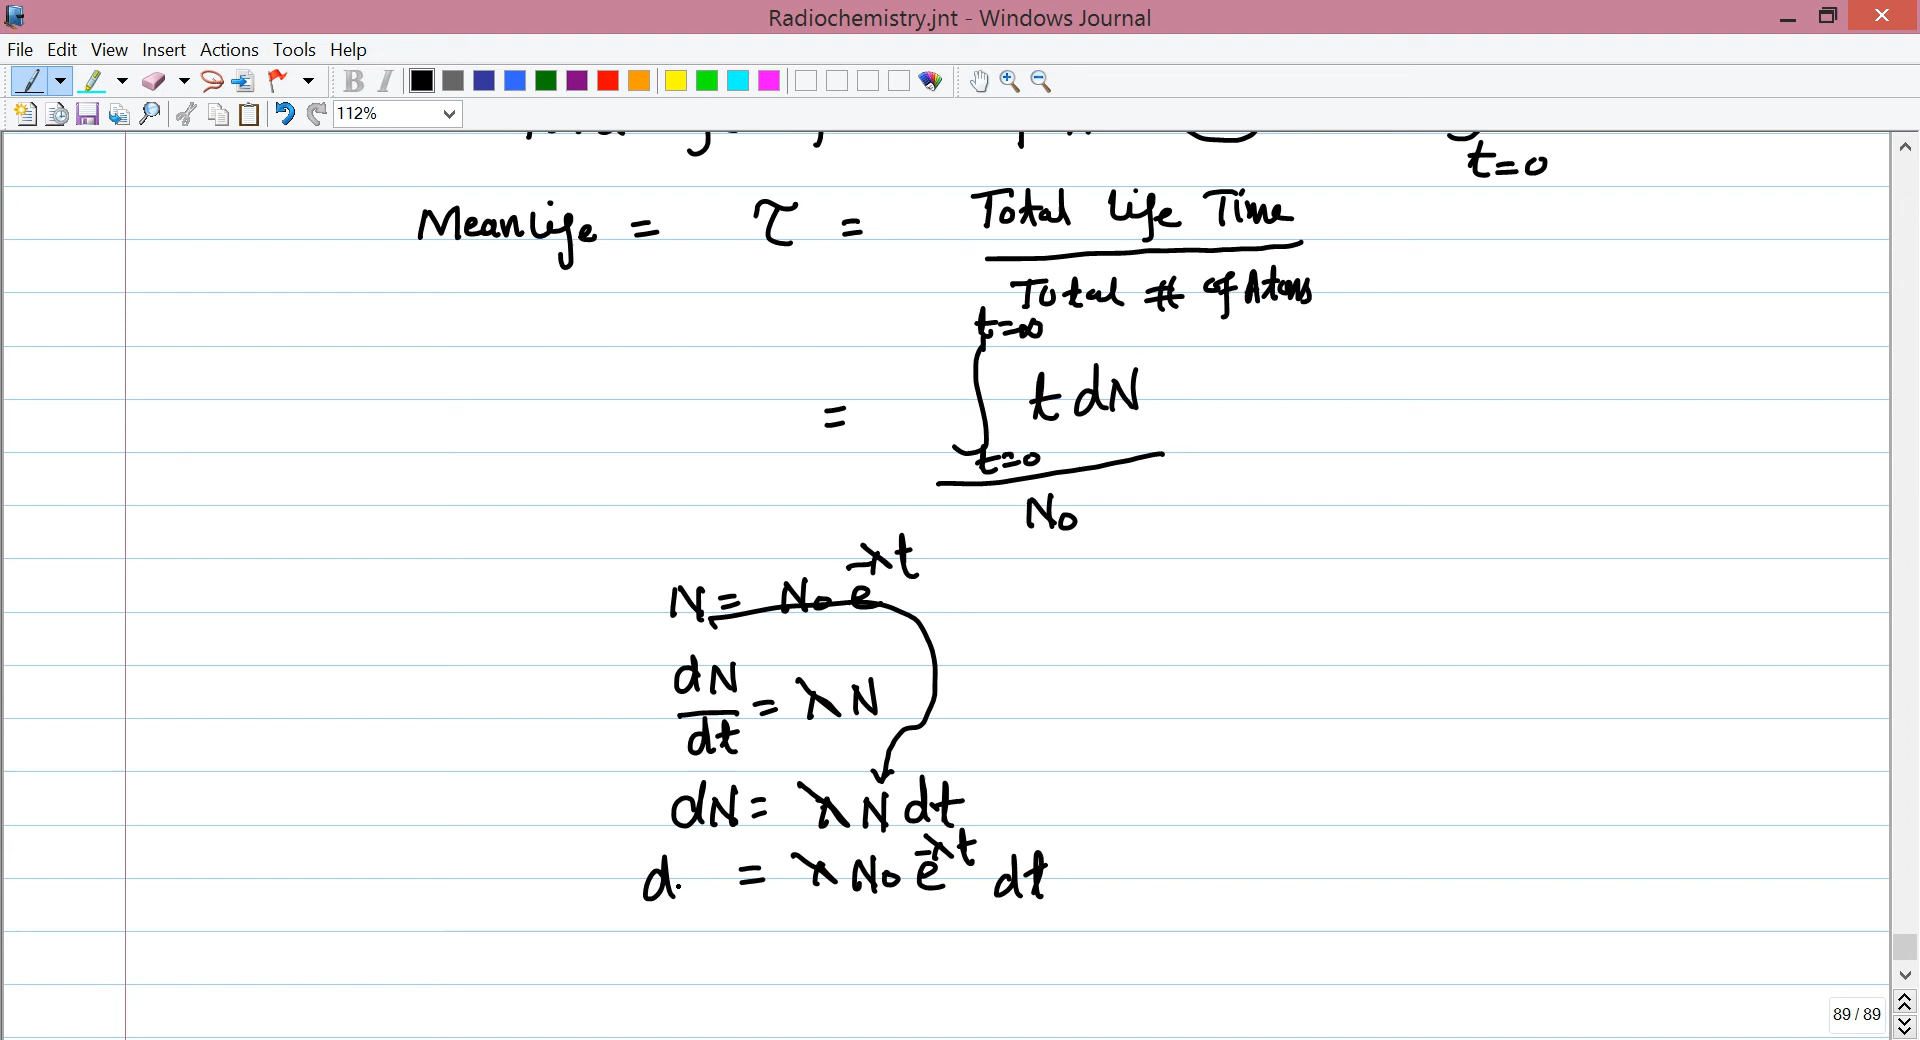 Radiochemistry.jnt - Windows Journal
File Edit View Insert Actions Tools Help
B I
112%
t=0
Mean life = τ = Total Life Time
Total # of Atoms
t=∞
= ∫ t dN
t=0
N₀
N = N₀ e^-λt
dN
= λN
dt
dN = λ N dt
d. = λ N₀ e^-λt dt
89 / 89